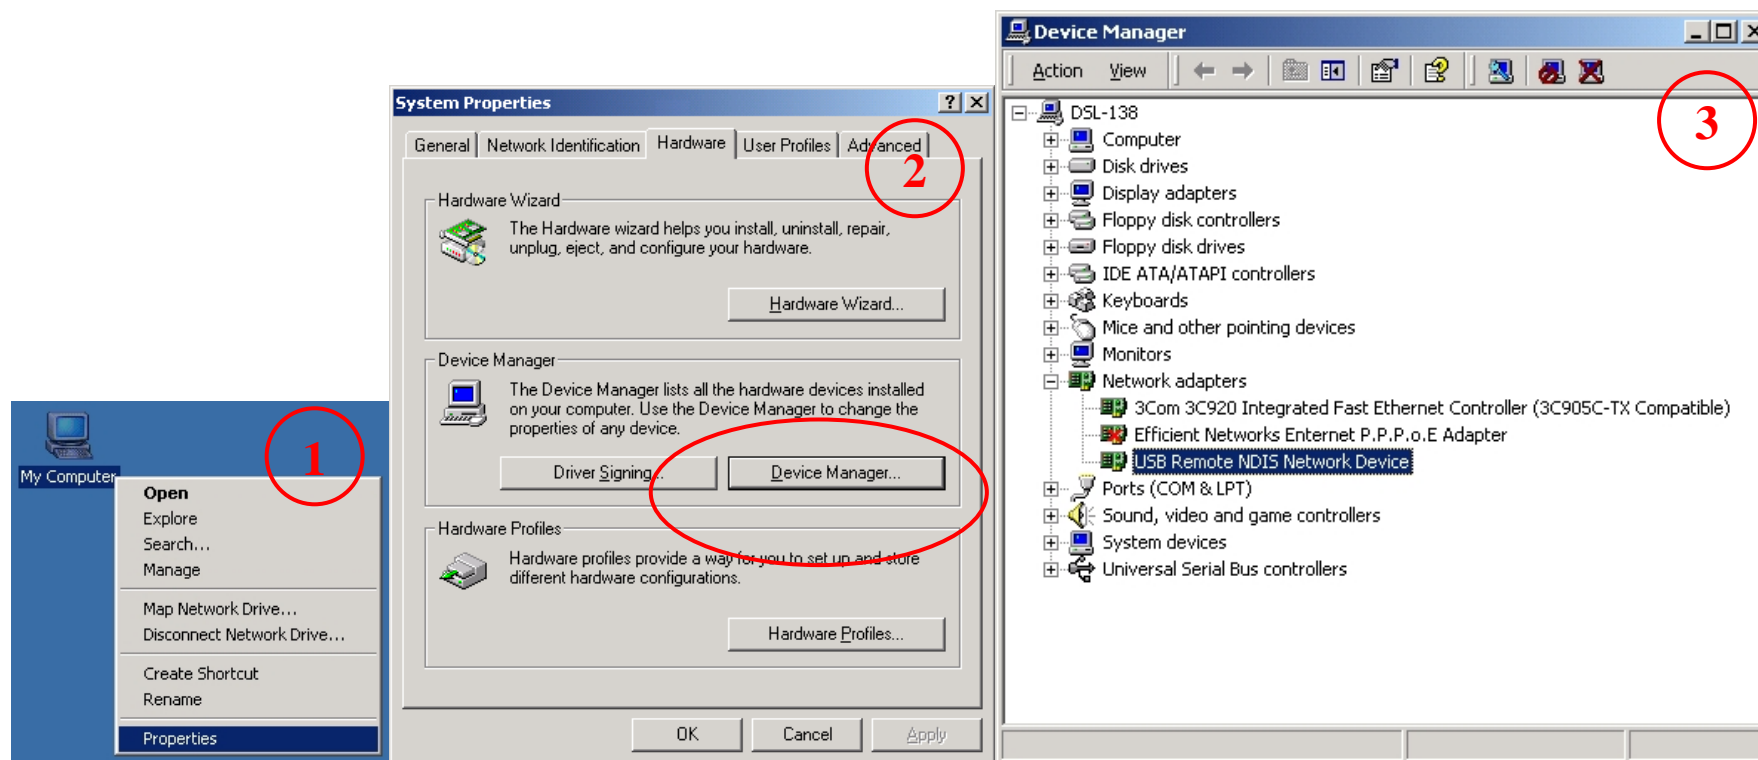 1
My Computer
Open
Explore
Search...
Manage
Map Network Drive...
Disconnect Network Drive...
Create Shortcut
Rename
Properties
System Properties
General Network Identification Hardware User Profiles Advanced
2
Hardware Wizard
The Hardware wizard helps you install, uninstall, repair,
unplug, eject, and configure your hardware.
Hardware Wizard...
Device Manager
The Device Manager lists all the hardware devices installed
on your computer. Use the Device Manager to change the
properties of any device.
Driver Signing... Device Manager...
Hardware Profiles
Hardware profiles provide a way for you to set up and store
different hardware configurations.
Hardware Profiles...
OK Cancel Apply
Device Manager
Action View
3
DSL-138
Computer
Disk drives
Display adapters
Floppy disk controllers
Floppy disk drives
IDE ATA/ATAPI controllers
Keyboards
Mice and other pointing devices
Monitors
Network adapters
3Com 3C920 Integrated Fast Ethernet Controller (3C905C-TX Compatible)
Efficient Networks Enternet P.P.P.o.E Adapter
USB Remote NDIS Network Device
Ports (COM & LPT)
Sound, video and game controllers
System devices
Universal Serial Bus controllers